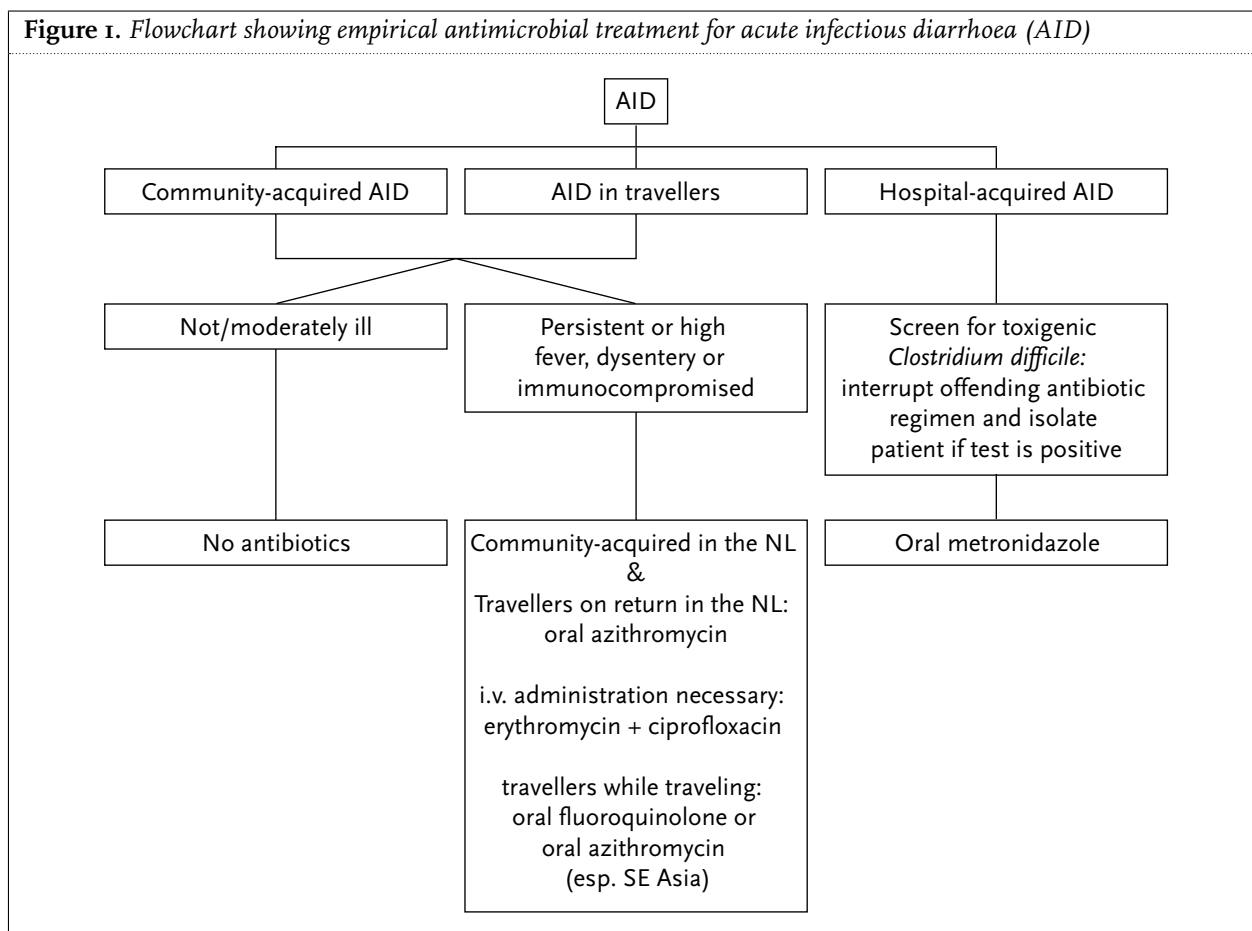 Figure 1. Flowchart showing empirical antimicrobial treatment for acute infectious diarrhoea (AID)
AID
Community-acquired AID
AID in travellers
Hospital-acquired AID
Not/moderately ill
Persistent or high
fever, dysentery or
immunocompromised
Screen for toxigenic
Clostridium difficile:
interrupt offending antibiotic
regimen and isolate
patient if test is positive
No antibiotics
Community-acquired in the NL
&
Travellers on return in the NL:
oral azithromycin
i.v. administration necessary:
erythromycin + ciprofloxacin
travellers while traveling:
oral fluoroquinolone or
oral azithromycin
(esp. SE Asia)
Oral metronidazole